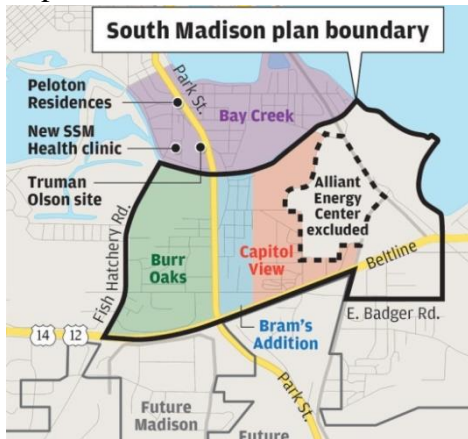 South Madison plan boundary
Peloton
Residences
Park St.
Bay Creek
New SSM
Health clinic
Truman
Olson site
Alliant
Energy
Center
excluded
Fish Hatchery Rd.
Burr
Oaks
Capitol
View
Beltline
E. Badger Rd.
14 12
Bram's
Addition
Park St.
Future
Madison
Future